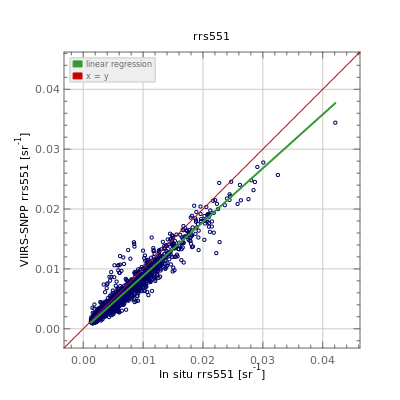 rrs551
linear regression
x = y
VIIRS-SNPP rrs551 [sr^-1]
0.04
0.03
0.02
0.01
0.00
0.00 0.01 0.02 0.03 0.04
In situ rrs551 [sr^-1]